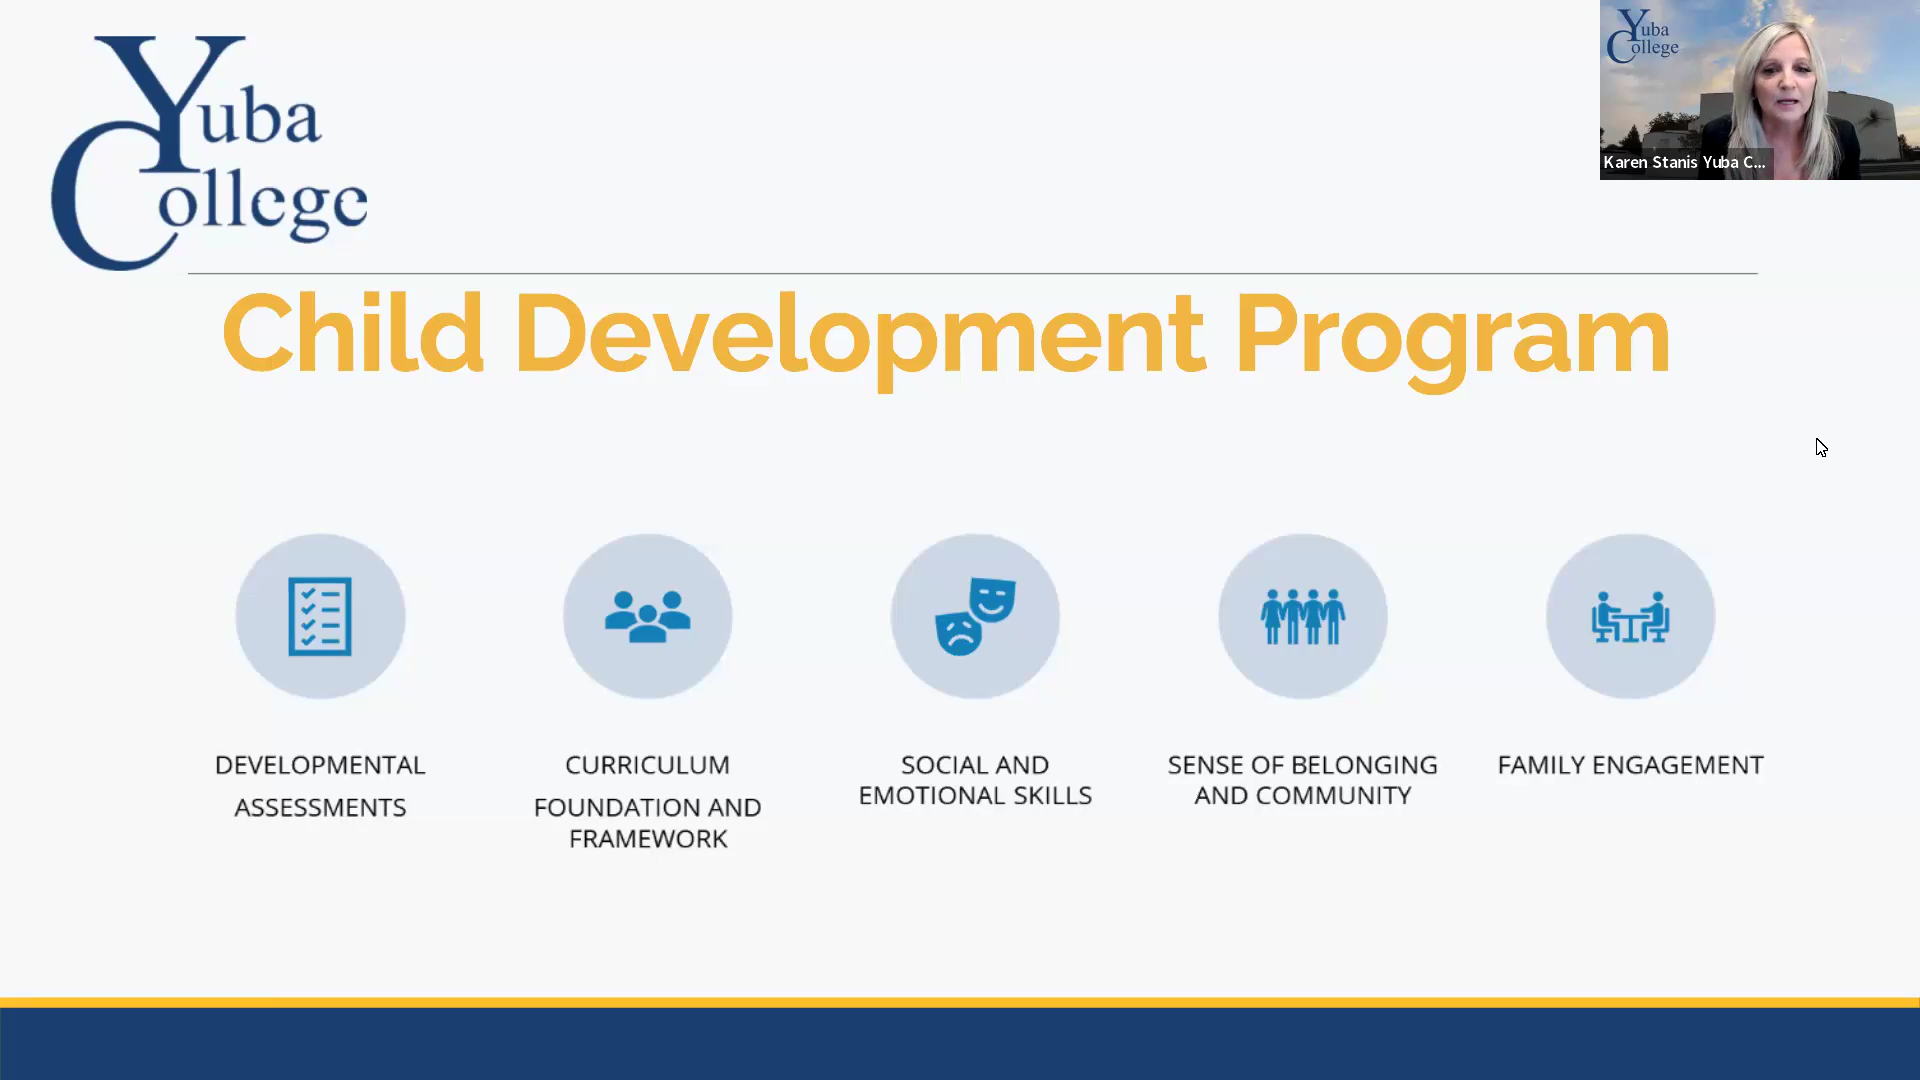 Yuba
College
Yuba
College
Karen Stanis Yuba C...
Child Development Program
DEVELOPMENTAL
ASSESSMENTS
CURRICULUM
FOUNDATION AND
FRAMEWORK
SOCIAL AND
EMOTIONAL SKILLS
SENSE OF BELONGING
AND COMMUNITY
FAMILY ENGAGEMENT